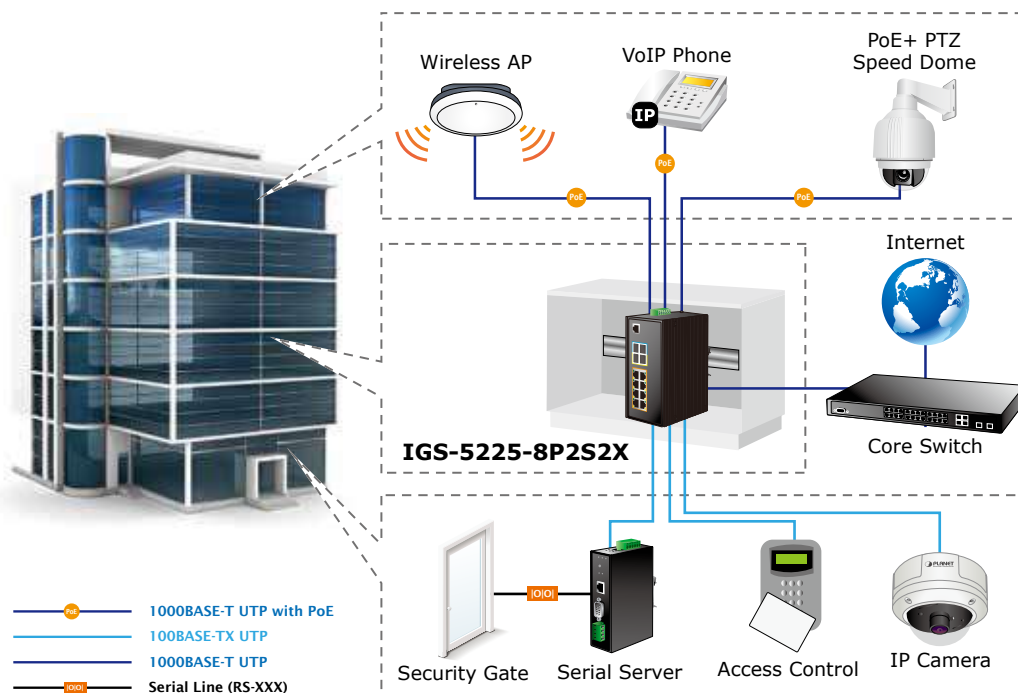 Wireless AP
VoIP Phone
PoE+ PTZ
Speed Dome
IP
PoE
PoE
PoE
Internet
IGS-5225-8P2S2X
Core Switch
PLANET
|O|O|
Security Gate
Serial Server
Access Control
IP Camera
PoE
1000BASE-T UTP with PoE
100BASE-TX UTP
1000BASE-T UTP
|O|O|
Serial Line (RS-XXX)